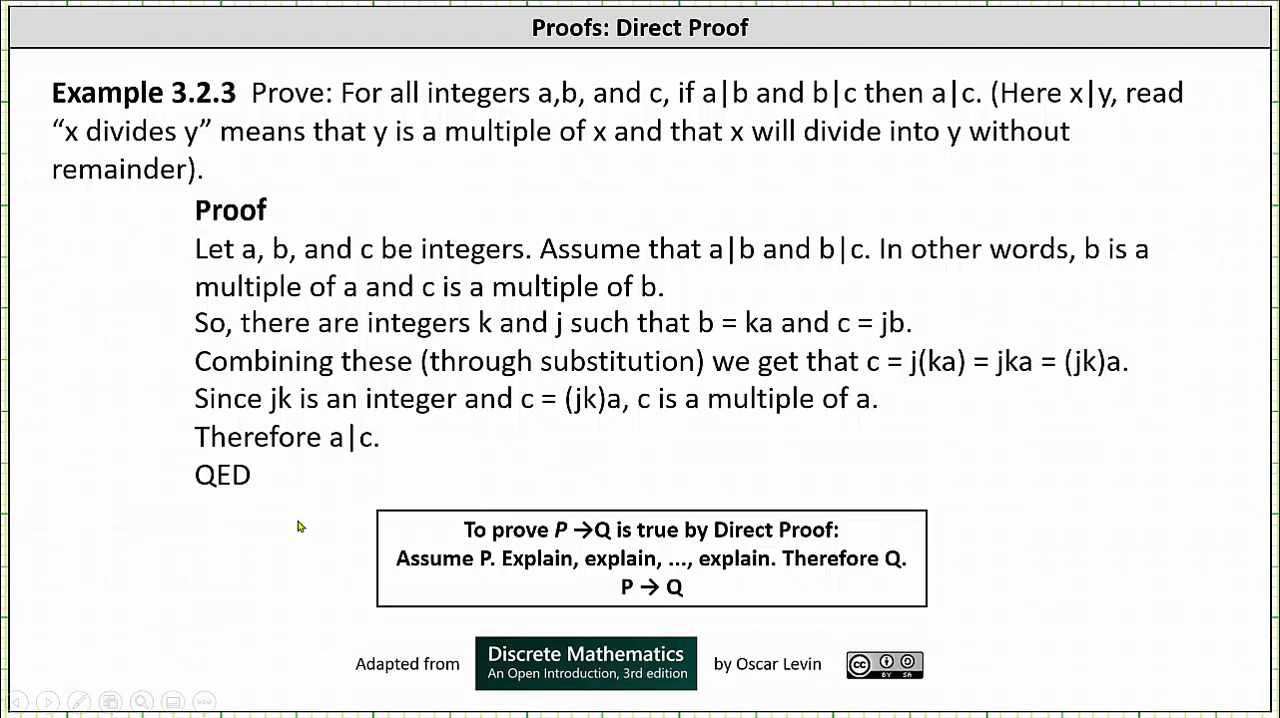 Proofs: Direct Proof
Example 3.2.3 Prove: For all integers a,b, and c, if a|b and b|c then a|c. (Here x|y, read
“x divides y” means that y is a multiple of x and that x will divide into y without
remainder).
Proof
Let a, b, and c be integers. Assume that a|b and b|c. In other words, b is a
multiple of a and c is a multiple of b.
So, there are integers k and j such that b = ka and c = jb.
Combining these (through substitution) we get that c = j(ka) = jka = (jk)a.
Since jk is an integer and c = (jk)a, c is a multiple of a.
Therefore a|c.
QED
To prove P →Q is true by Direct Proof:
Assume P. Explain, explain, ..., explain. Therefore Q.
P → Q
Adapted from
Discrete Mathematics
An Open Introduction, 3rd edition
by Oscar Levin
cc BY SA